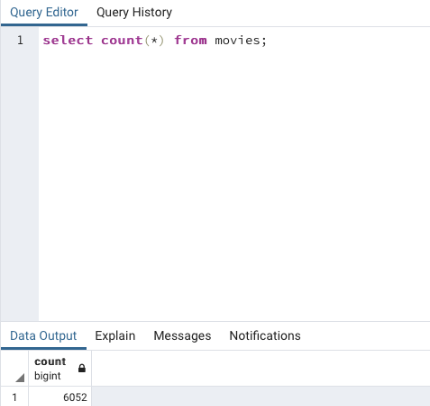 Query Editor Query History
1 select count(*) from movies;
Data Output Explain Messages Notifications
count
bigint
1 6052